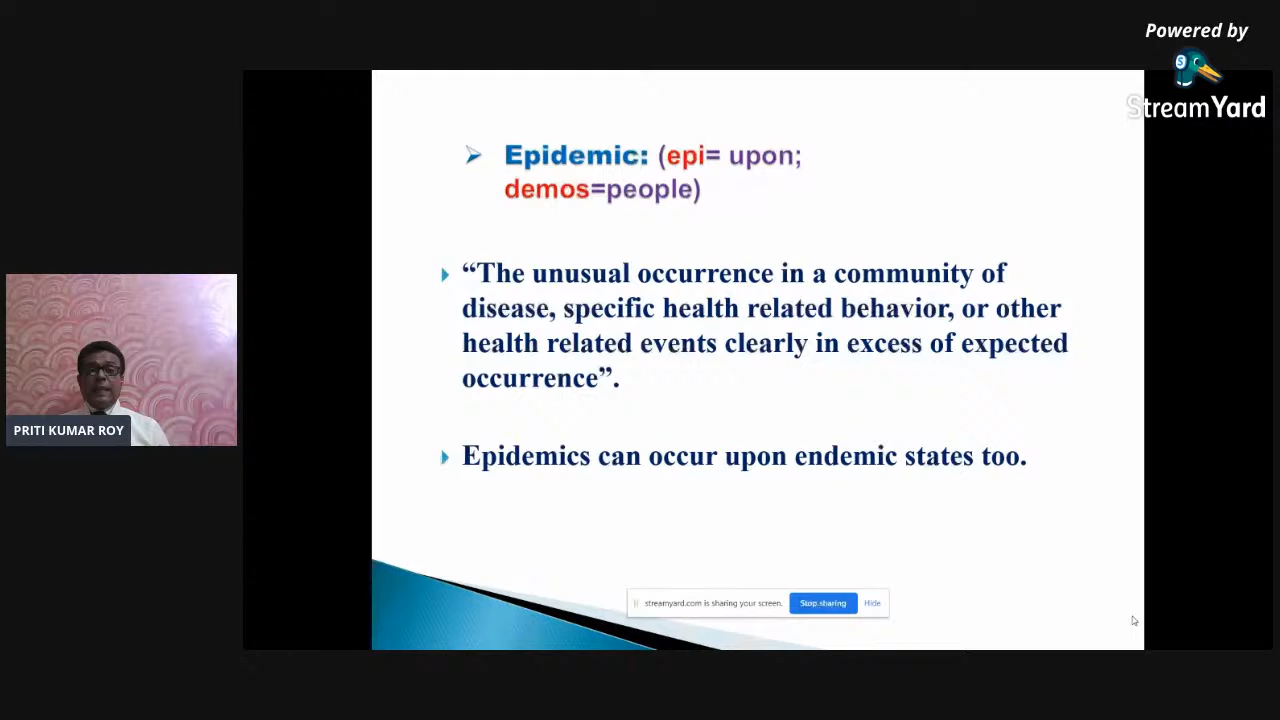 Powered by
StreamYard
Epidemic: (epi= upon;
demos=people)
“The unusual occurrence in a community of
disease, specific health related behavior, or other
health related events clearly in excess of expected
occurrence”.
Epidemics can occur upon endemic states too.
PRITI KUMAR ROY
streamyard.com is sharing your screen. Stop sharing Hide